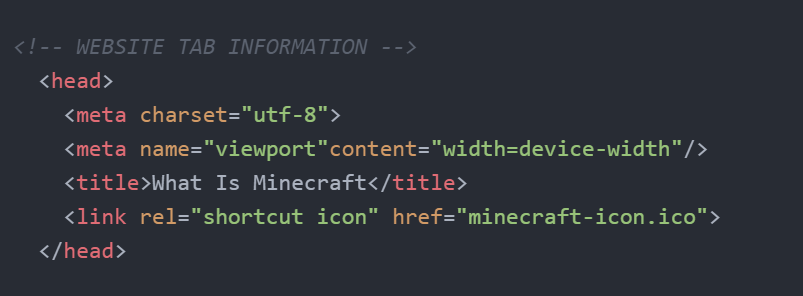 <!-- WEBSITE TAB INFORMATION -->
<head>
<meta charset="utf-8">
<meta name="viewport"content="width=device-width"/>
<title>What Is Minecraft</title>
<link rel="shortcut icon" href="minecraft-icon.ico">
</head>